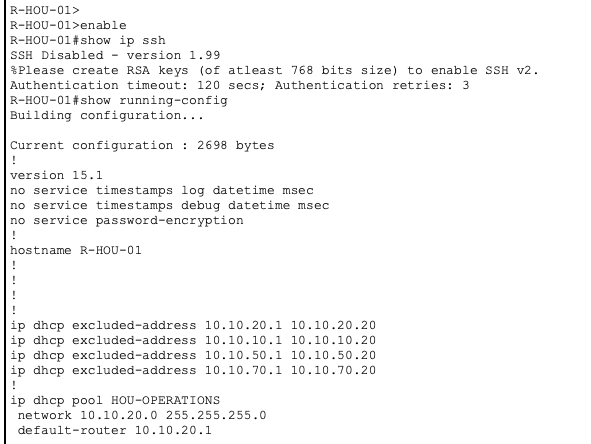 R-HOU-01>
R-HOU-01>enable
R-HOU-01#show ip ssh
SSH Disabled - version 1.99
%Please create RSA keys (of atleast 768 bits size) to enable SSH v2.
Authentication timeout: 120 secs; Authentication retries: 3
R-HOU-01#show running-config
Building configuration...

Current configuration : 2698 bytes
!
version 15.1
no service timestamps log datetime msec
no service timestamps debug datetime msec
no service password-encryption
!
hostname R-HOU-01
!
!
!
!
ip dhcp excluded-address 10.10.20.1 10.10.20.20
ip dhcp excluded-address 10.10.10.1 10.10.10.20
ip dhcp excluded-address 10.10.50.1 10.10.50.20
ip dhcp excluded-address 10.10.70.1 10.10.70.20
!
ip dhcp pool HOU-OPERATIONS
 network 10.10.20.0 255.255.255.0
 default-router 10.10.20.1